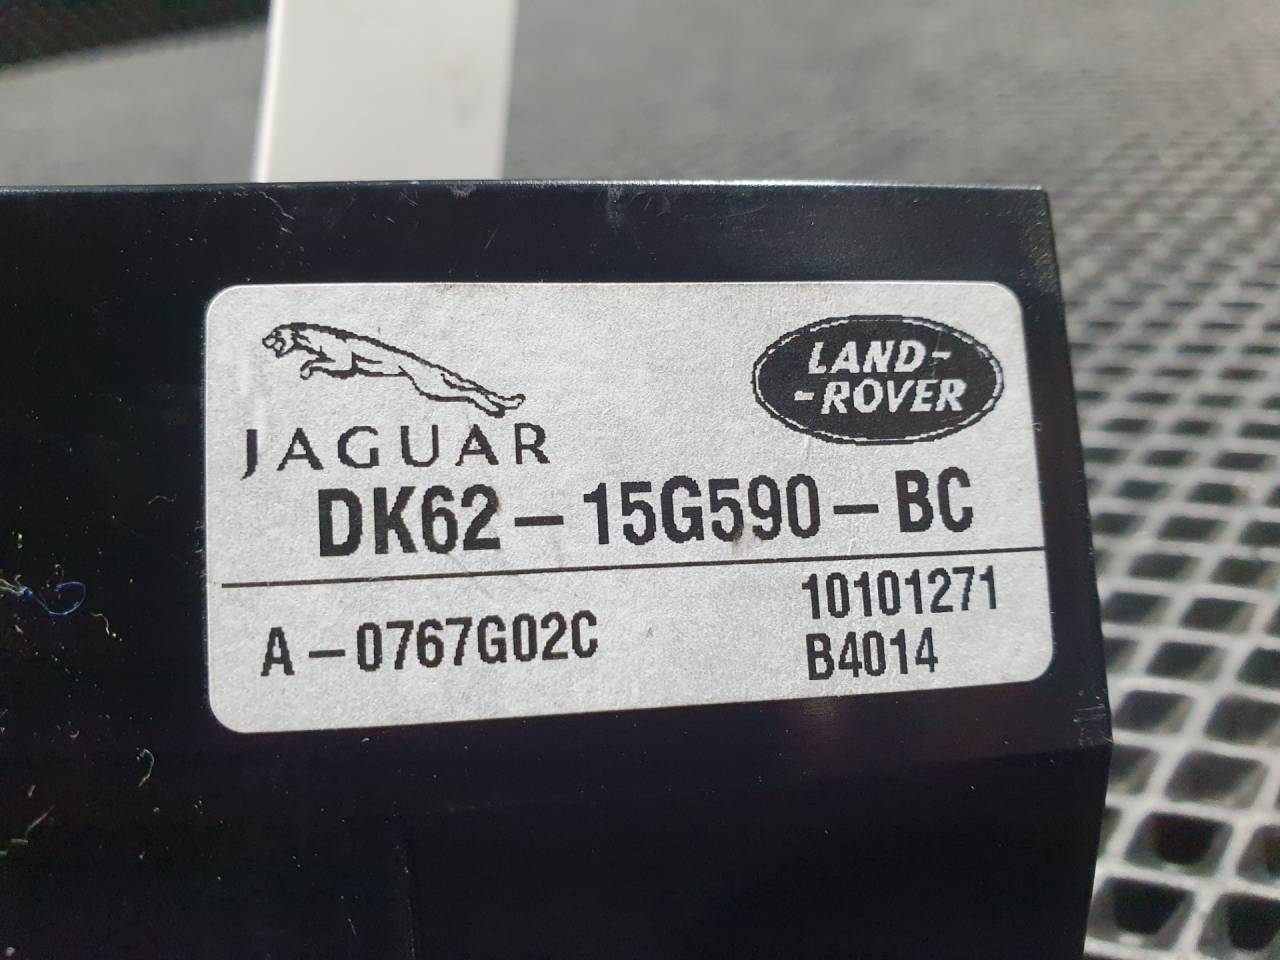 JAGUAR
LAND-
-ROVER
DK62-15G590-BC
A-0767G02C
10101271
B4014